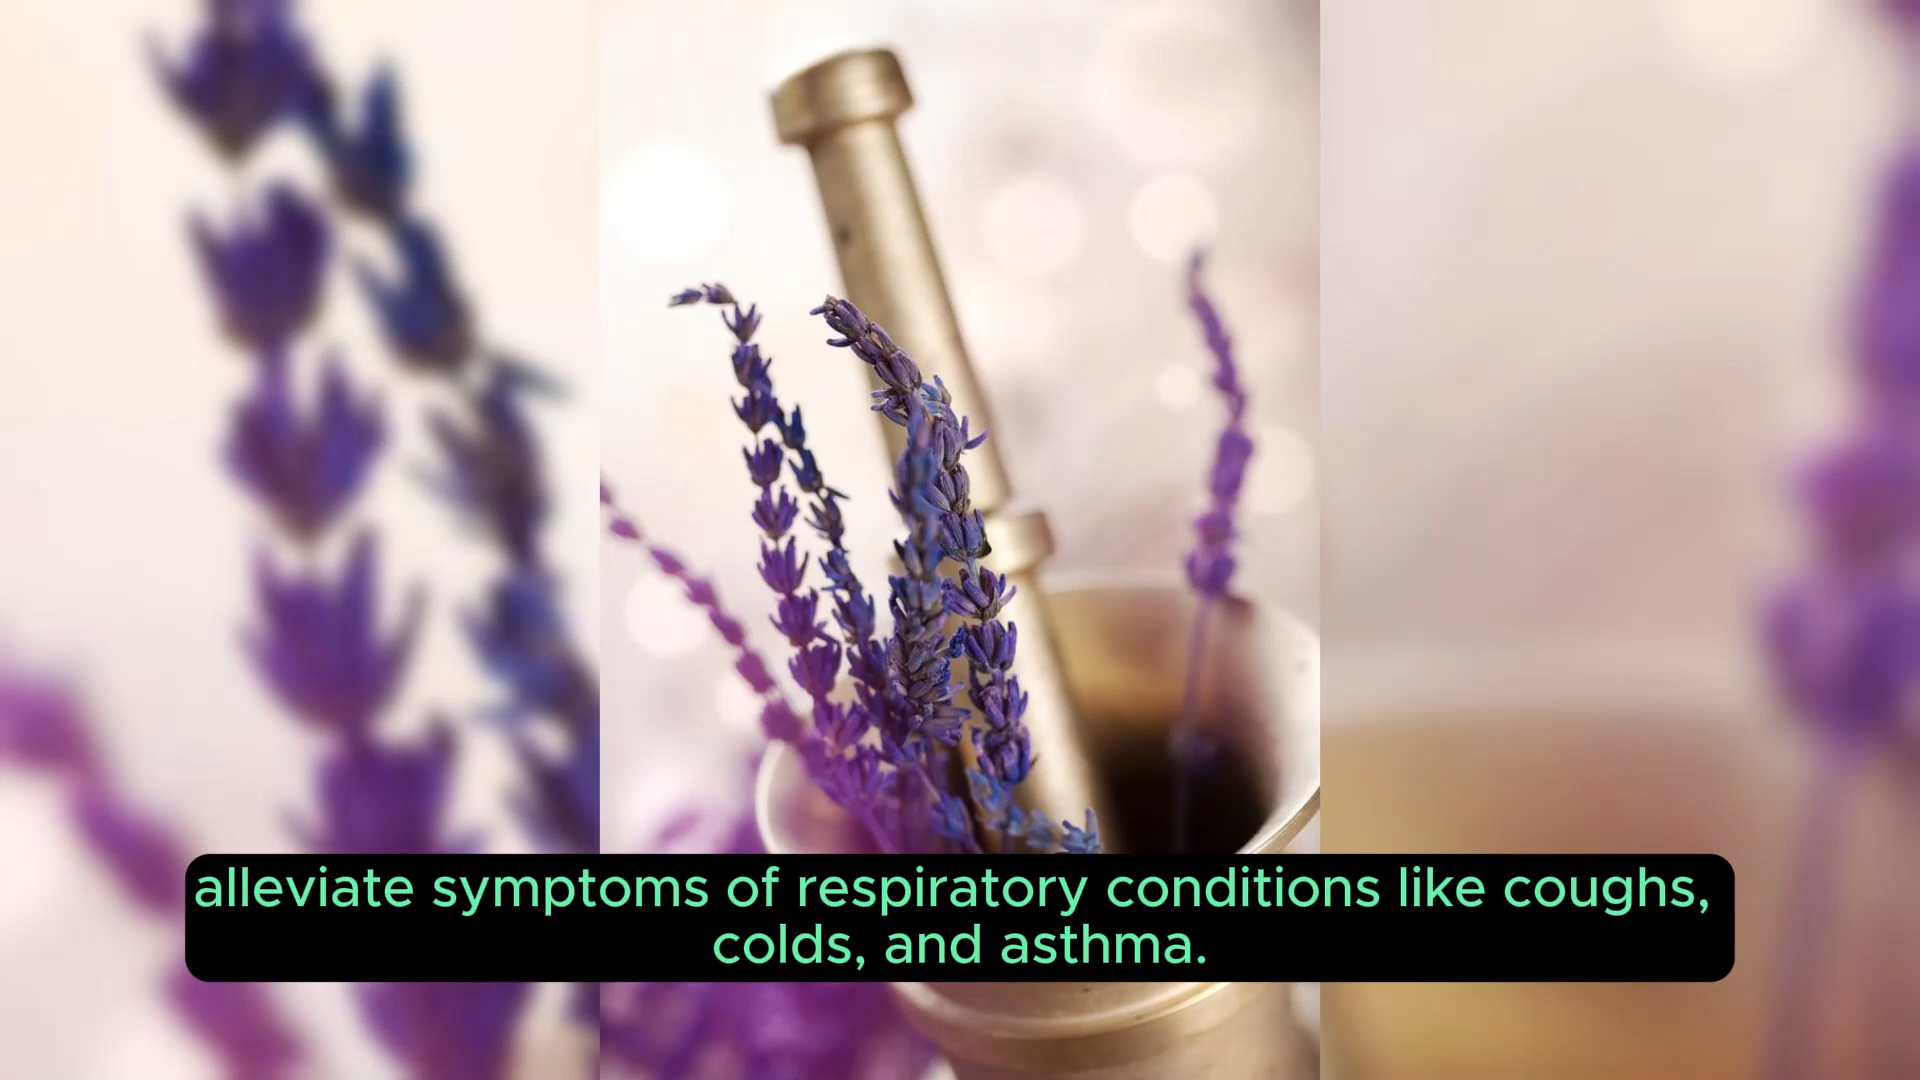 alleviate symptoms of respiratory conditions like coughs,
colds, and asthma.